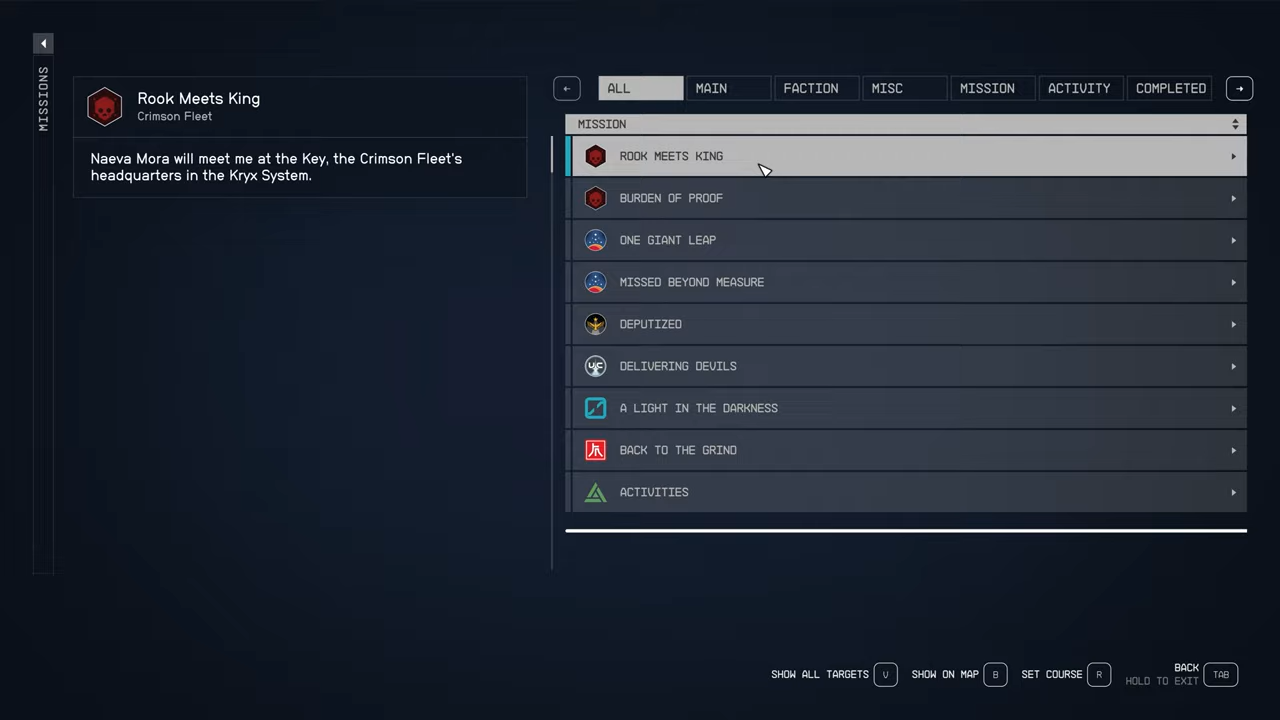 MISSIONS
Rook Meets King
Crimson Fleet
Naeva Mora will meet me at the Key, the Crimson Fleet's
headquarters in the Kryx System.
ALL MAIN FACTION MISC MISSION ACTIVITY COMPLETED
MISSION
ROOK MEETS KING
BURDEN OF PROOF
ONE GIANT LEAP
MISSED BEYOND MEASURE
DEPUTIZED
UC DELIVERING DEVILS
A LIGHT IN THE DARKNESS
BACK TO THE GRIND
ACTIVITIES
SHOW ALL TARGETS V SHOW ON MAP B SET COURSE R BACK TAB
HOLD TO EXIT